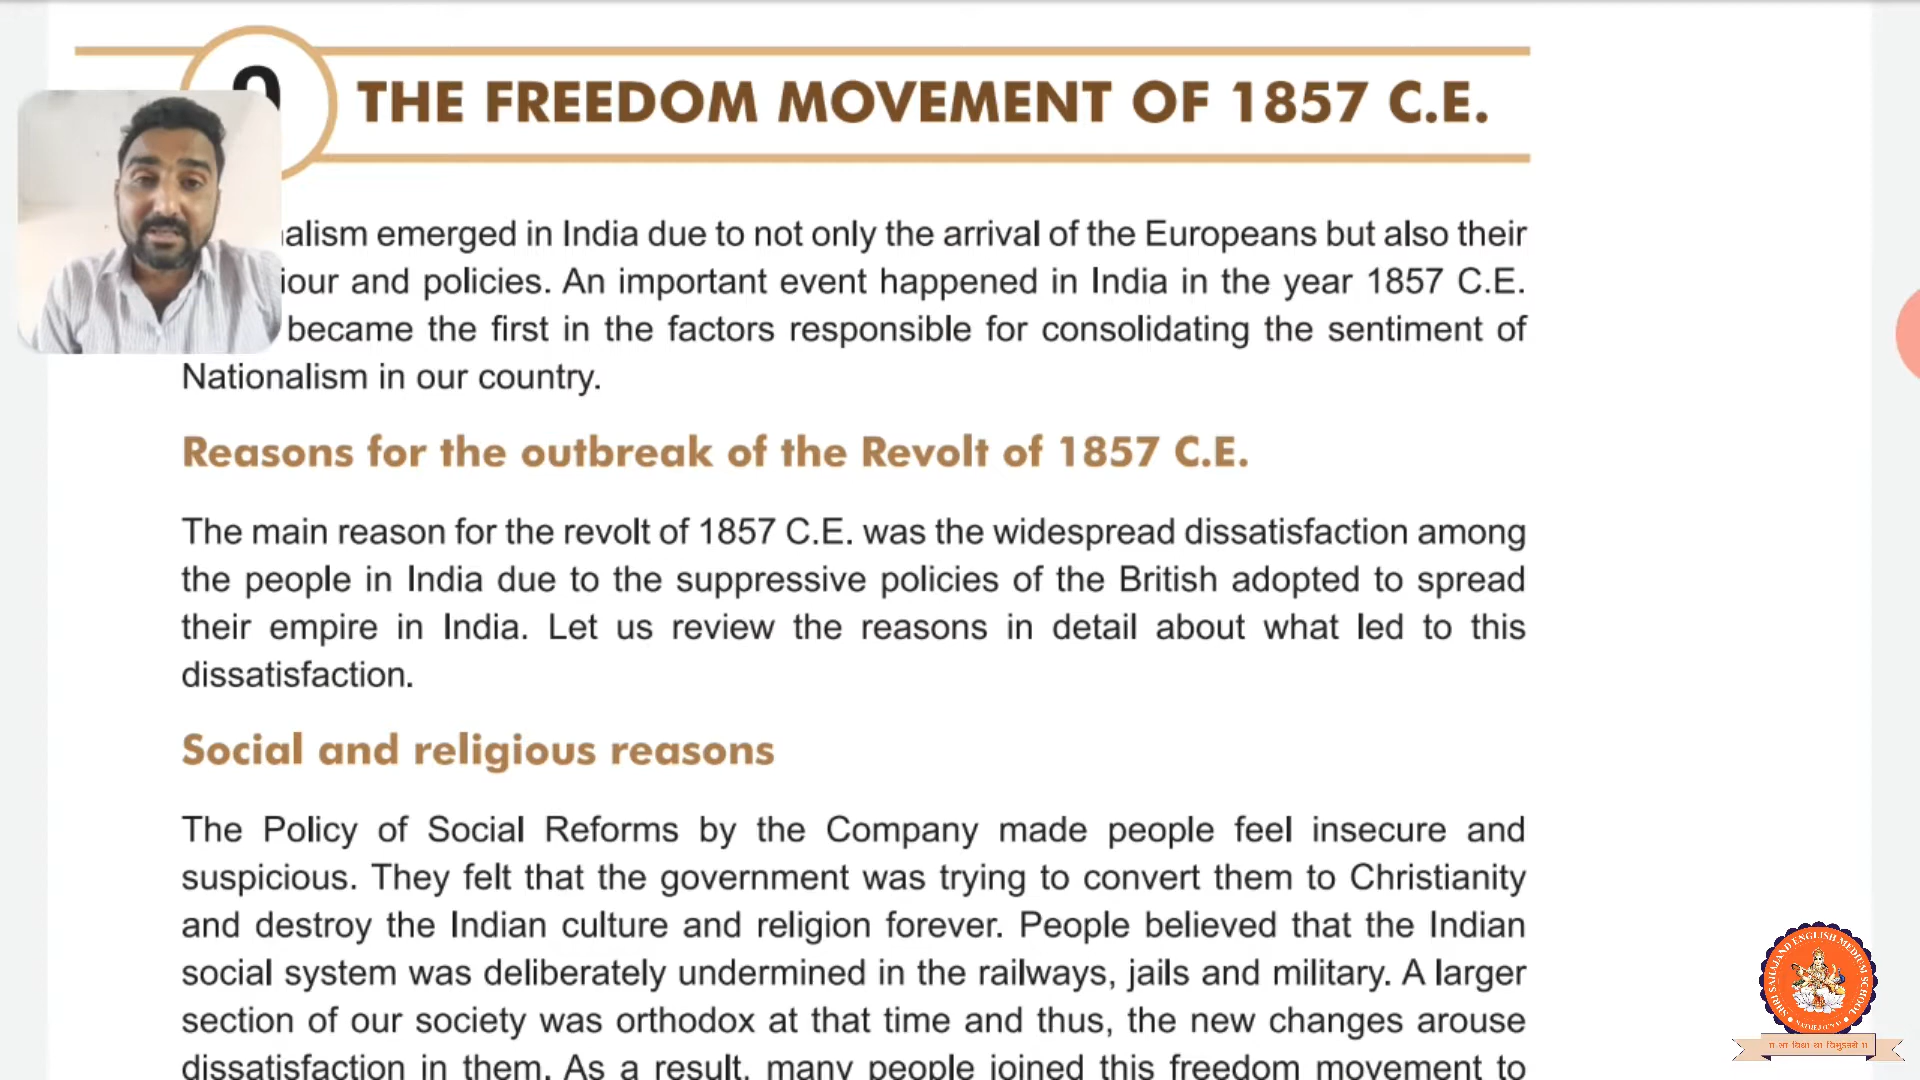 THE FREEDOM MOVEMENT OF 1857 C.E.
alism emerged in India due to not only the arrival of the Europeans but also their
iour and policies. An important event happened in India in the year 1857 C.E.
became the first in the factors responsible for consolidating the sentiment of
Nationalism in our country.
Reasons for the outbreak of the Revolt of 1857 C.E.
The main reason for the revolt of 1857 C.E. was the widespread dissatisfaction among
the people in India due to the suppressive policies of the British adopted to spread
their empire in India. Let us review the reasons in detail about what led to this
dissatisfaction.
Social and religious reasons
The Policy of Social Reforms by the Company made people feel insecure and
suspicious. They felt that the government was trying to convert them to Christianity
and destroy the Indian culture and religion forever. People believed that the Indian
social system was deliberately undermined in the railways, jails and military. A larger
section of our society was orthodox at that time and thus, the new changes arouse
dissatisfaction in them. As a result, many people joined this freedom movement to
SHRI SAHAJANAND ENGLISH MEDIUM SCHOOL
॥ सा विद्या या विमुक्तये ॥